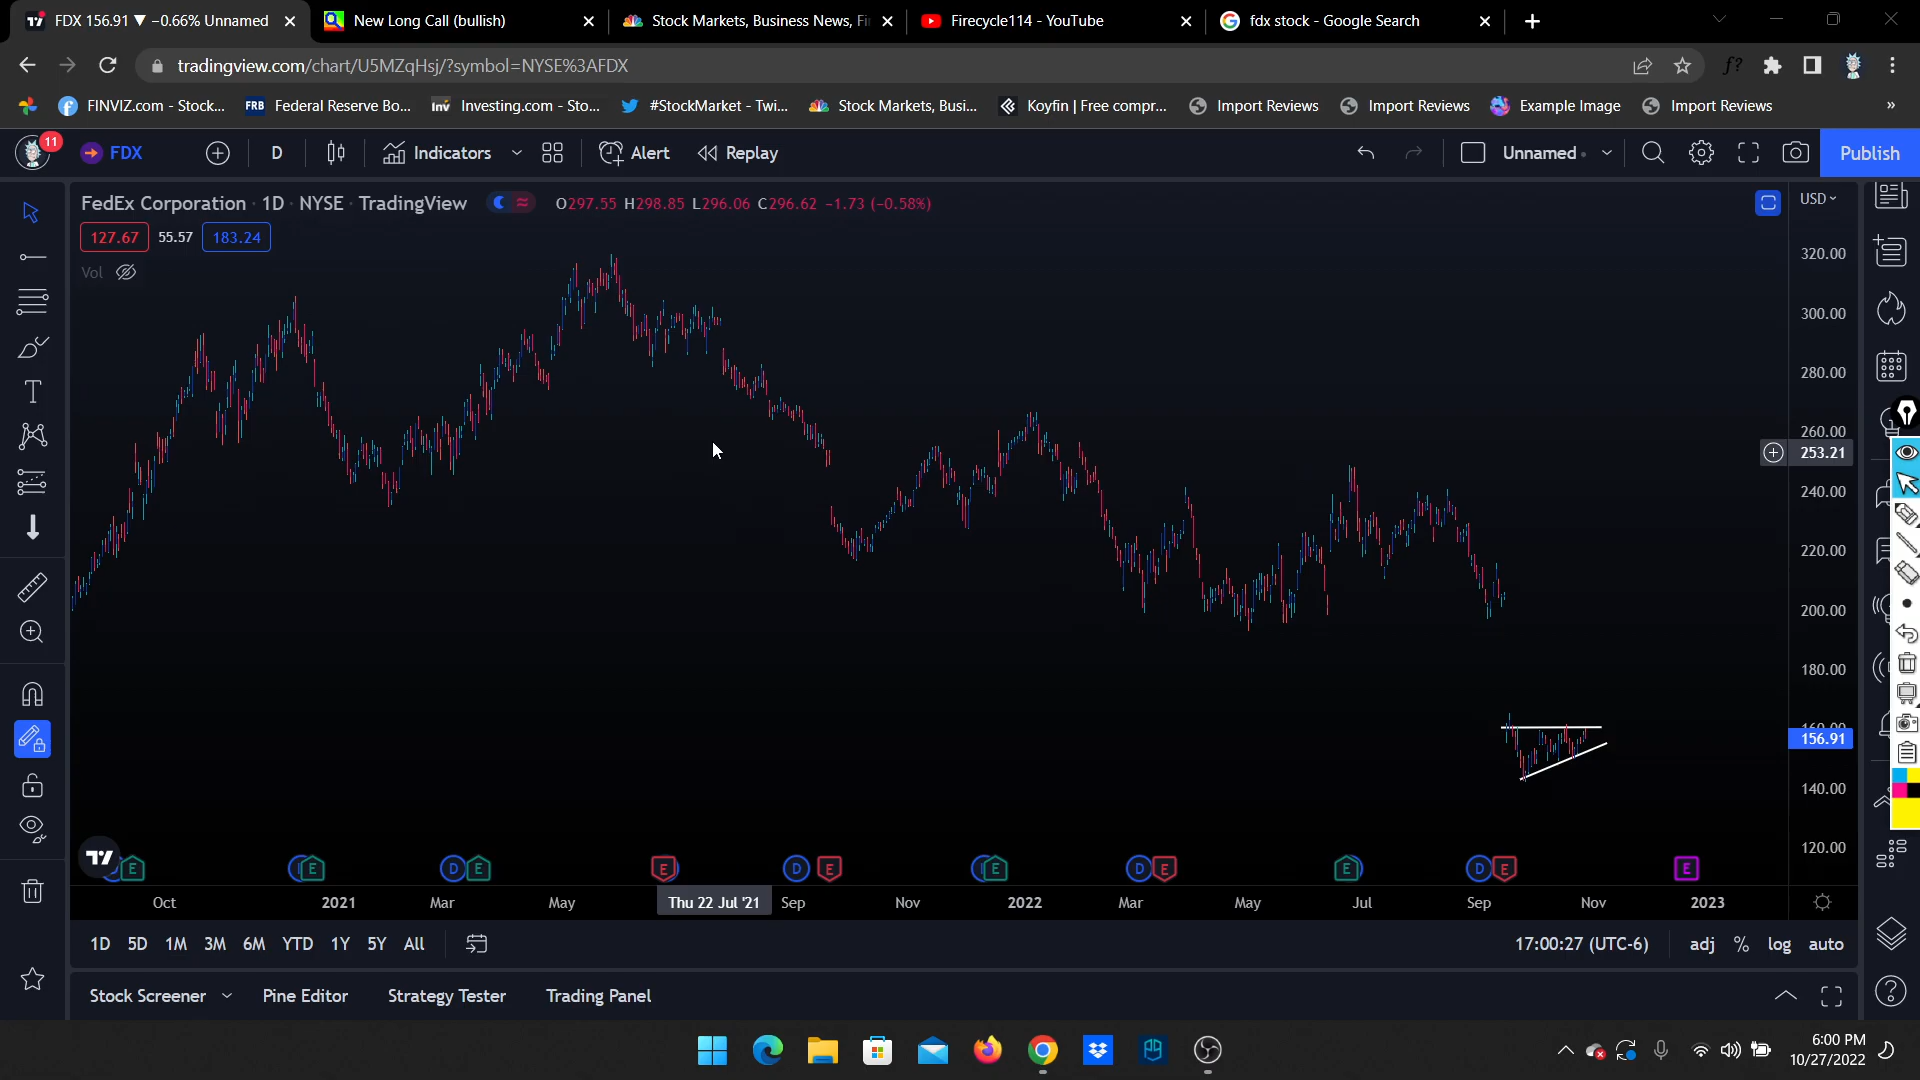 FDX 156.91 ▼ −0.66% Unnamed
New Long Call (bullish)
Stock Markets, Business News, Fi
Firecycle114 - YouTube
fdx stock - Google Search
tradingview.com/chart/U5MZqHsj/?symbol=NYSE%3AFDX
f?
FINVIZ.com - Stock...
FRB Federal Reserve Bo...
Inv Investing.com - Sto...
#StockMarket - Twi...
Stock Markets, Busi...
Koyfin | Free compr...
Import Reviews
Import Reviews
Example Image
Import Reviews
»
11
FDX
D
Indicators
Alert
Replay
Unnamed
Publish
FedEx Corporation · 1D · NYSE · TradingView
O297.55 H298.85 L296.06 C296.62 −1.73 (−0.58%)
USD
127.67 55.57 183.24
Vol
320.00
300.00
280.00
260.00
253.21
240.00
220.00
200.00
180.00
160.00
156.91
140.00
120.00
E E D E E D E E D E E D E E
Oct 2021 Mar May Thu 22 Jul '21 Sep Nov 2022 Mar May Jul Sep Nov 2023
1D 5D 1M 3M 6M YTD 1Y 5Y All
17:00:27 (UTC-6) adj % log auto
Stock Screener Pine Editor Strategy Tester Trading Panel
6:00 PM
10/27/2022